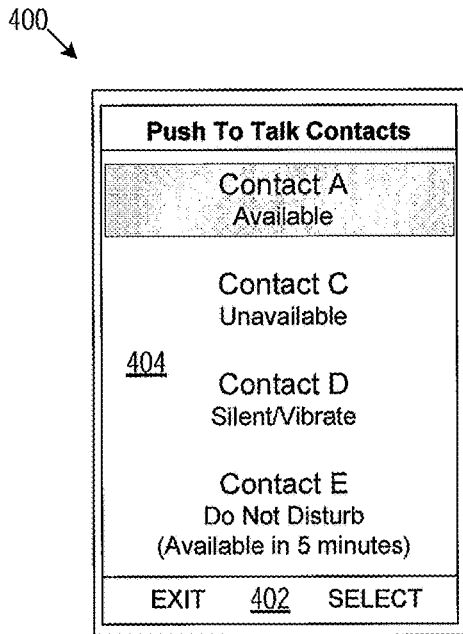 400
Push To Talk Contacts
Contact A
Available
Contact C
Unavailable
404
Contact D
Silent/Vibrate
Contact E
Do Not Disturb
(Available in 5 minutes)
EXIT 402 SELECT